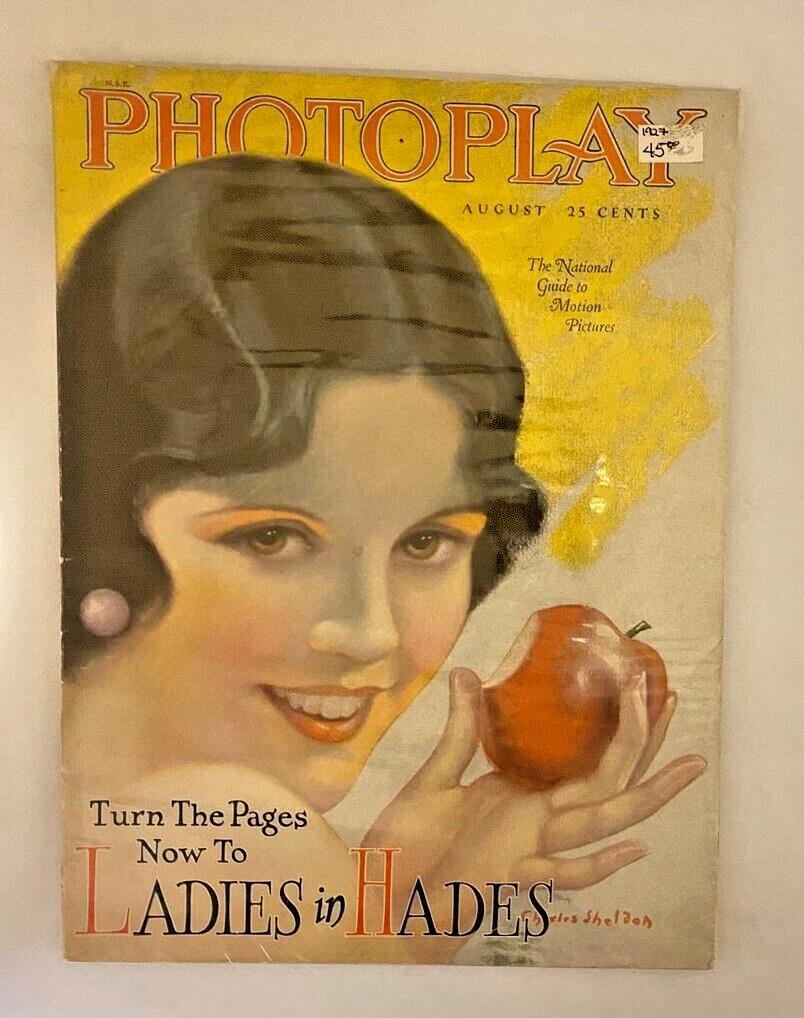 N.S.E.
PHOTOPLAY
1927
45.00
AUGUST 25 CENTS
The National
Guide to
Motion
Pictures
Turn The Pages
Now To
LADIES in HADES
Charles Sheldon